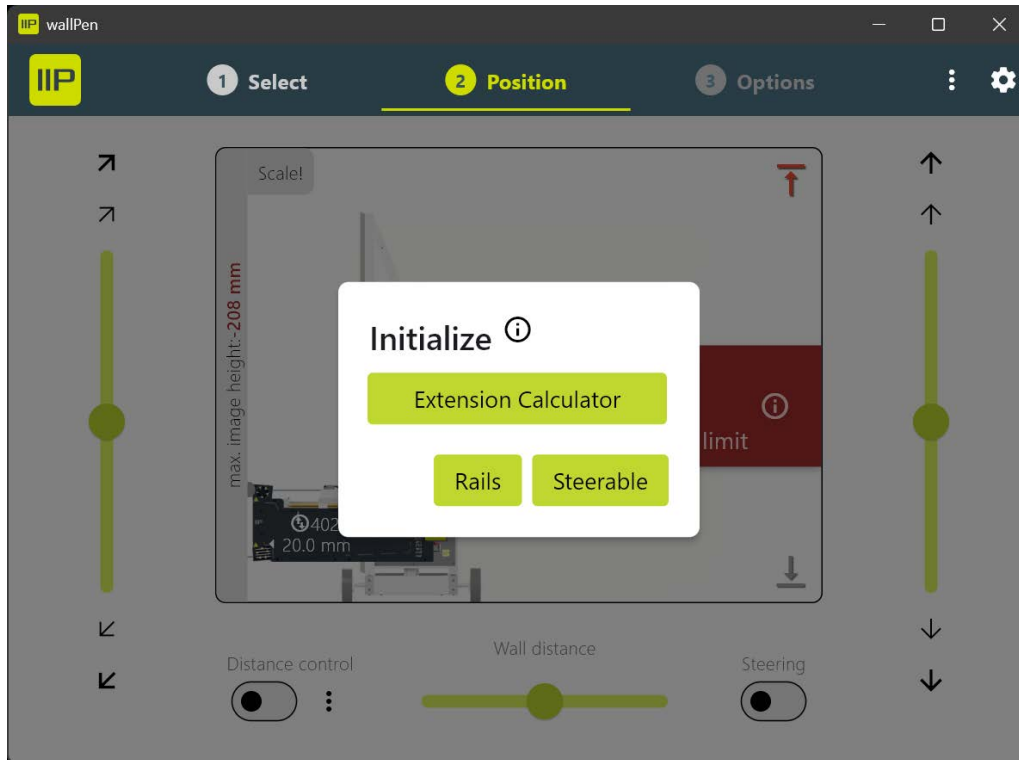 wallPen
IIP
1 Select
2 Position
3 Options
Scale!
max. image height:-208 mm
Initialize
Extension Calculator
limit
Rails Steerable
402
20.0 mm
Wall distance
Distance control
Steering